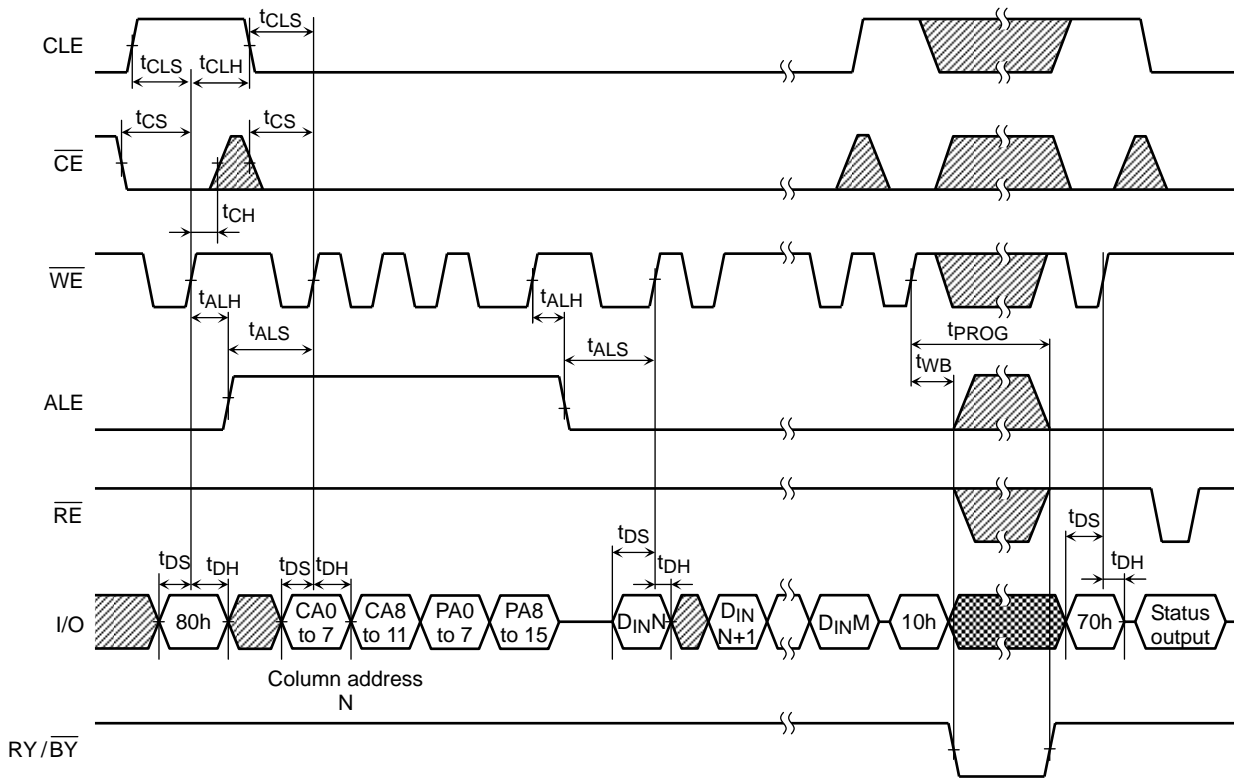 tCLS
CLE
tCLS tCLH
tCS tCS
CE
tCH
WE
tALH tALH
tALS tALS tPROG
tWB
ALE
RE
tDS tDH tDS tDH tDS tDH tDS tDH
I/O 80h CA0 to 7 CA8 to 11 PA0 to 7 PA8 to 15 DINN DIN N+1 DINM 10h 70h Status output
Column address
N
RY/BY